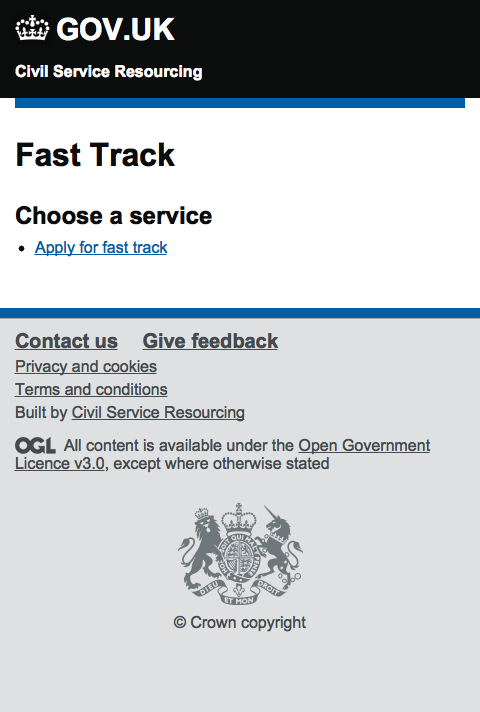 GOV.UK
Civil Service Resourcing
Fast Track
Choose a service
• Apply for fast track
Contact us Give feedback
Privacy and cookies
Terms and conditions
Built by Civil Service Resourcing
OGL All content is available under the Open Government
Licence v3.0, except where otherwise stated
DIEU ET MON DROIT
© Crown copyright